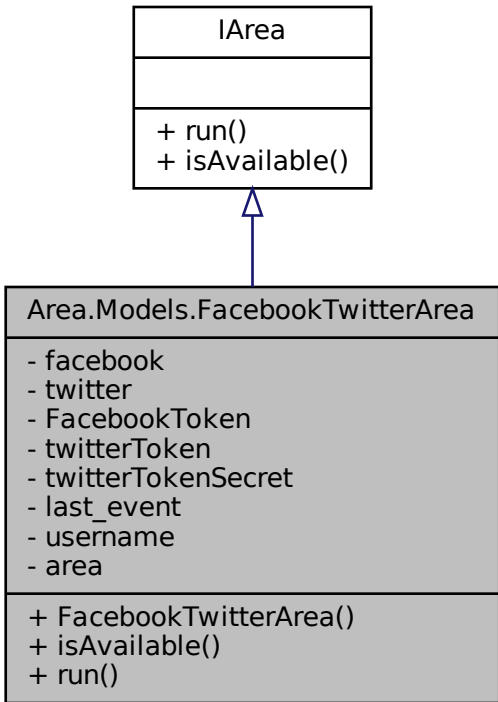 IArea
+ run()
+ isAvailable()
Area.Models.FacebookTwitterArea
- facebook
- twitter
- FacebookToken
- twitterToken
- twitterTokenSecret
- last_event
- username
- area
+ FacebookTwitterArea()
+ isAvailable()
+ run()